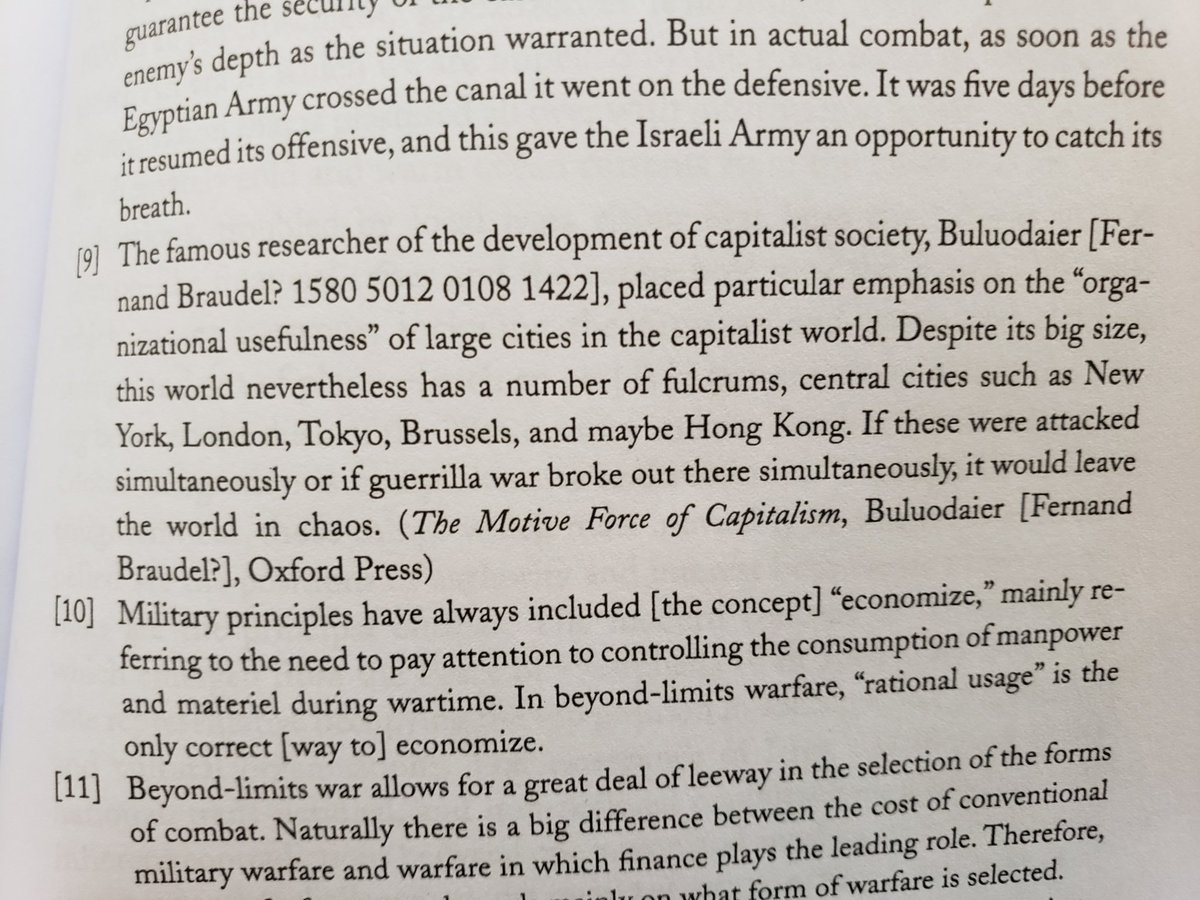 guarantee the security
enemy's depth as the situation warranted. But in actual combat, as soon as the
Egyptian Army crossed the canal it went on the defensive. It was five days before
it resumed its offensive, and this gave the Israeli Army an opportunity to catch its
breath.
[9] The famous researcher of the development of capitalist society, Buluodaier [Fer-
nand Braudel? 1580 5012 0108 1422], placed particular emphasis on the “orga-
nizational usefulness” of large cities in the capitalist world. Despite its big size,
this world nevertheless has a number of fulcrums, central cities such as New
York, London, Tokyo, Brussels, and maybe Hong Kong. If these were attacked
simultaneously or if guerrilla war broke out there simultaneously, it would leave
the world in chaos. (The Motive Force of Capitalism, Buluodaier [Fernand
Braudel?], Oxford Press)
[10] Military principles have always included [the concept] “economize,” mainly re-
ferring to the need to pay attention to controlling the consumption of manpower
and materiel during wartime. In beyond-limits warfare, “rational usage” is the
only correct [way to] economize.
[11] Beyond-limits war allows for a great deal of leeway in the selection of the forms
of combat. Naturally there is a big difference between the cost of conventional
military warfare and warfare in which finance plays the leading role. Therefore,
on what form of warfare is selected.